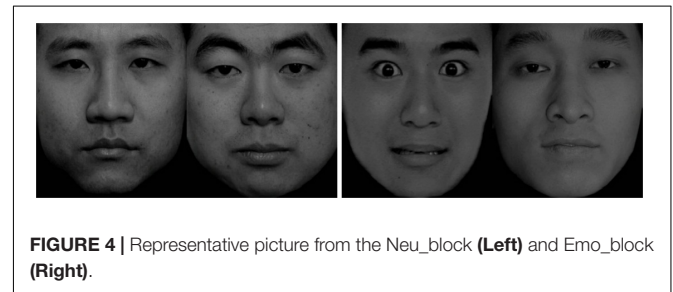 FIGURE 4 | Representative picture from the Neu_block (Left) and Emo_block
(Right).